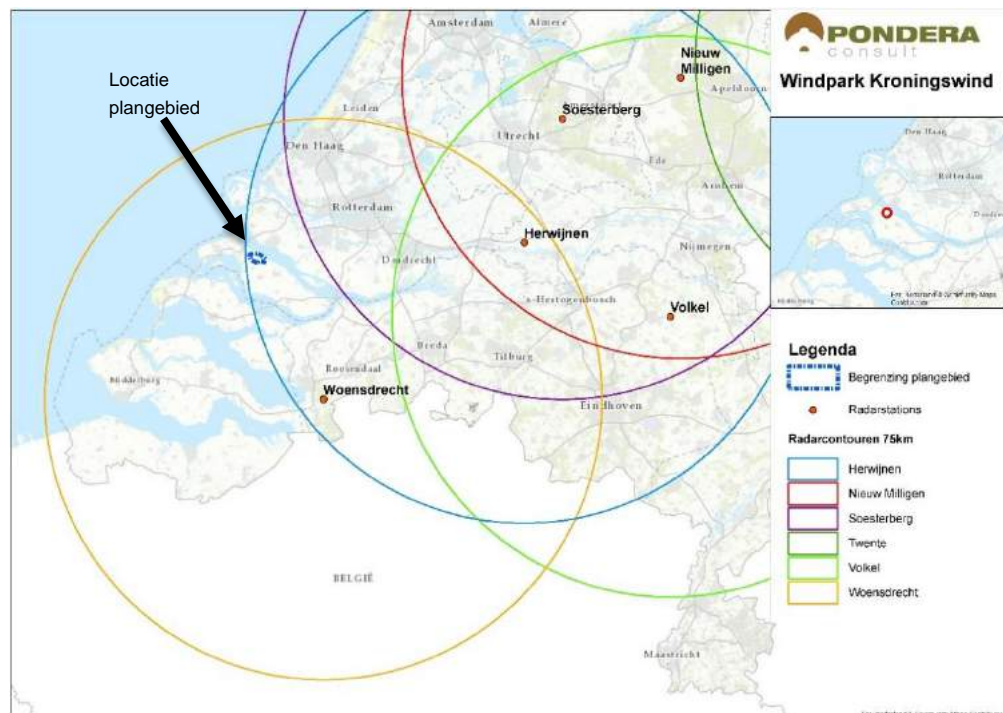 Locatie
plangebied
Amsterdam
Almere
Nieuw
Milligen
Apeldoorn
Soesterberg
Leiden
Utrecht
Den Haag
Ede
Arnhem
Rotterdam
Herwijnen
Nijmegen
Dordrecht
's-Hertogenbosch
Volkel
Breda
Tilburg
Roosendaal
Middelburg
Woensdrecht
Eindhoven
BELGIË
Maastricht
PONDERA
consult
Windpark Kroningswind
Den Haag
Rotterdam
Middelburg
Legenda
Begrenzing plangebied
Radarstations
Radarcontouren 75km
Herwijnen
Nieuw Milligen
Soesterberg
Twente
Volkel
Woensdrecht